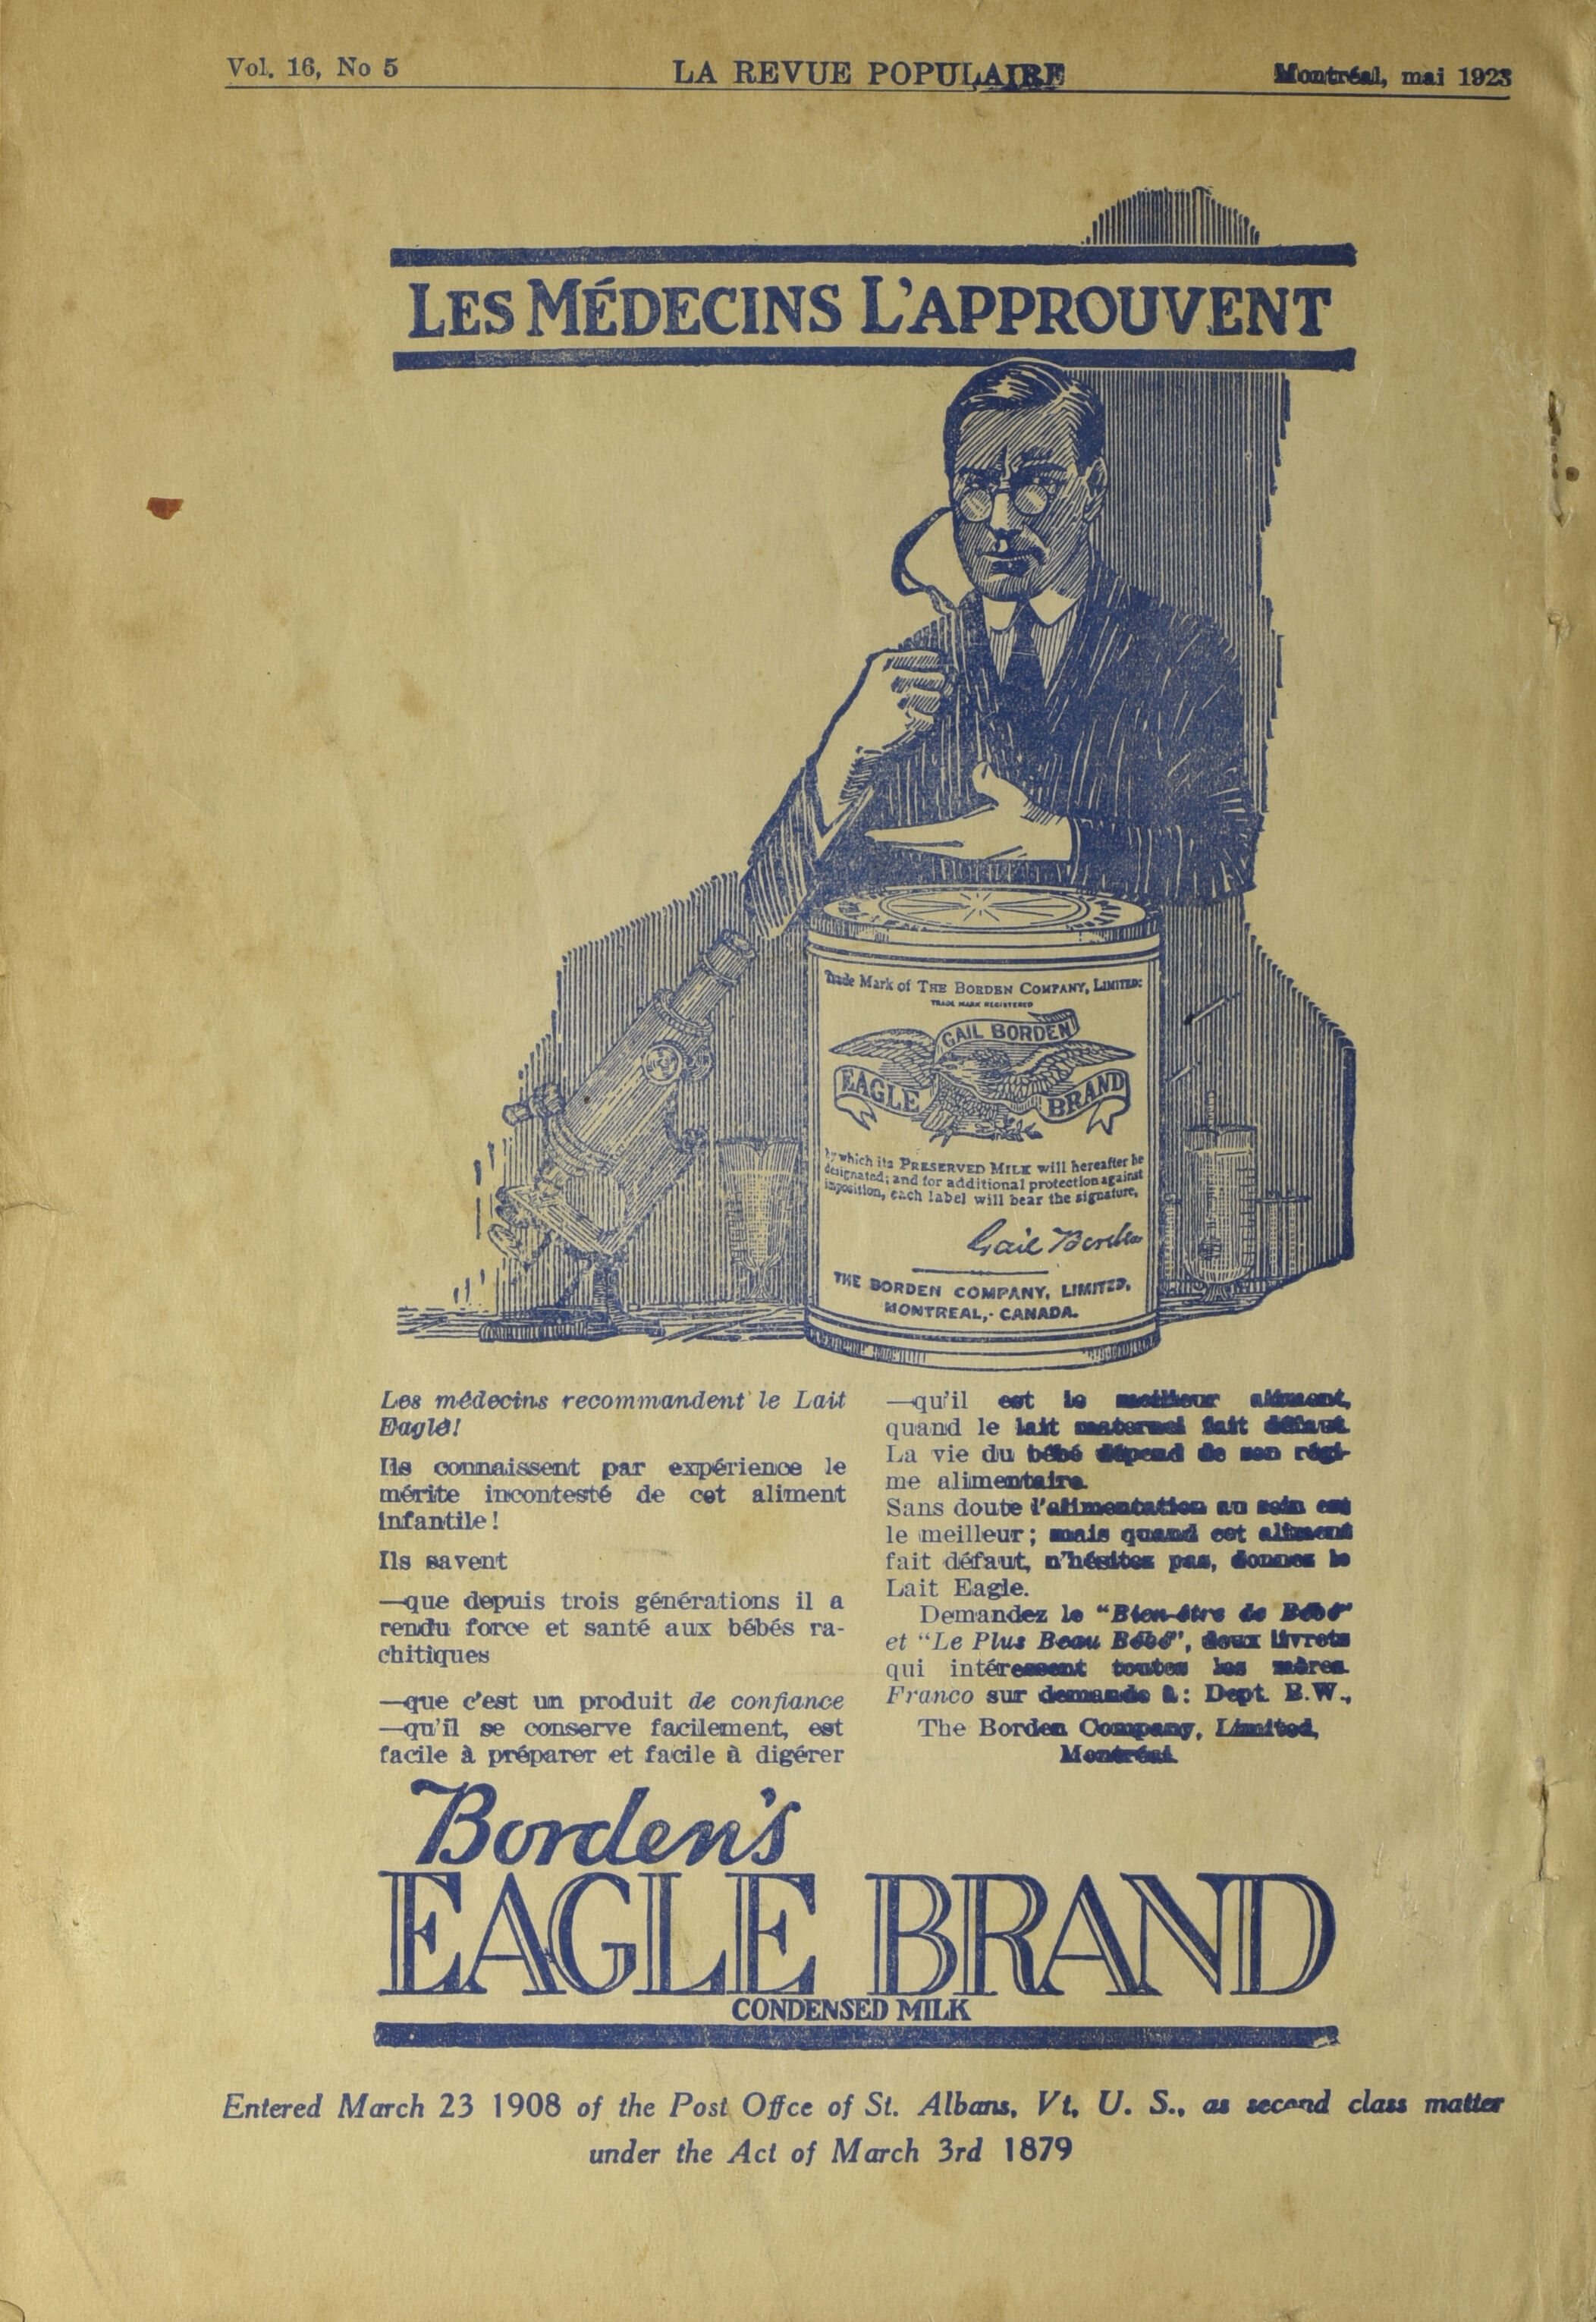 Vol. 16, No 5
LA REVUE POPULAIRE
Montréal, mai 1923
LES MÉDECINS L'APPROUVENT
Trade Mark of THE BORDEN COMPANY, LIMITED:
TRADE MARK REGISTERED
GAIL BORDEN
EAGLE BRAND
by which its PRESERVED MILK will hereafter be
designated; and for additional protection against
imposition, each label will bear the signature,
Gail Borden
THE BORDEN COMPANY, LIMITED,
MONTREAL,· CANADA.
Les médecins recommandent le Lait
Eagle!
Ils connaissent par expérience le
mérite incontesté de cet aliment
infantile!
Ils savent
—que depuis trois générations il a
rendu force et santé aux bébés ra-
chitiques
—que c'est un produit de confiance
—qu'il se conserve facilement, est
facile à préparer et facile à digérer
—qu'il est le meilleur aliment,
quand le lait maternel fait défaut.
La vie du bébé dépend de son régi-
me alimentaire.
Sans doute l'alimentation au sein est
le meilleur; mais quand cet aliment
fait défaut, n'hésitez pas, donnez le
Lait Eagle.
Demandez le "Bien-être de Bébé"
et "Le Plus Beau Bébé", deux livrets
qui intéressent toutes les mères.
Franco sur demande à: Dept. B.W.,
The Borden Company, Limited,
Montréal.
Borden's
EAGLE BRAND
CONDENSED MILK
Entered March 23 1908 of the Post Offce of St. Albans, Vt, U. S., as second class matter
under the Act of March 3rd 1879